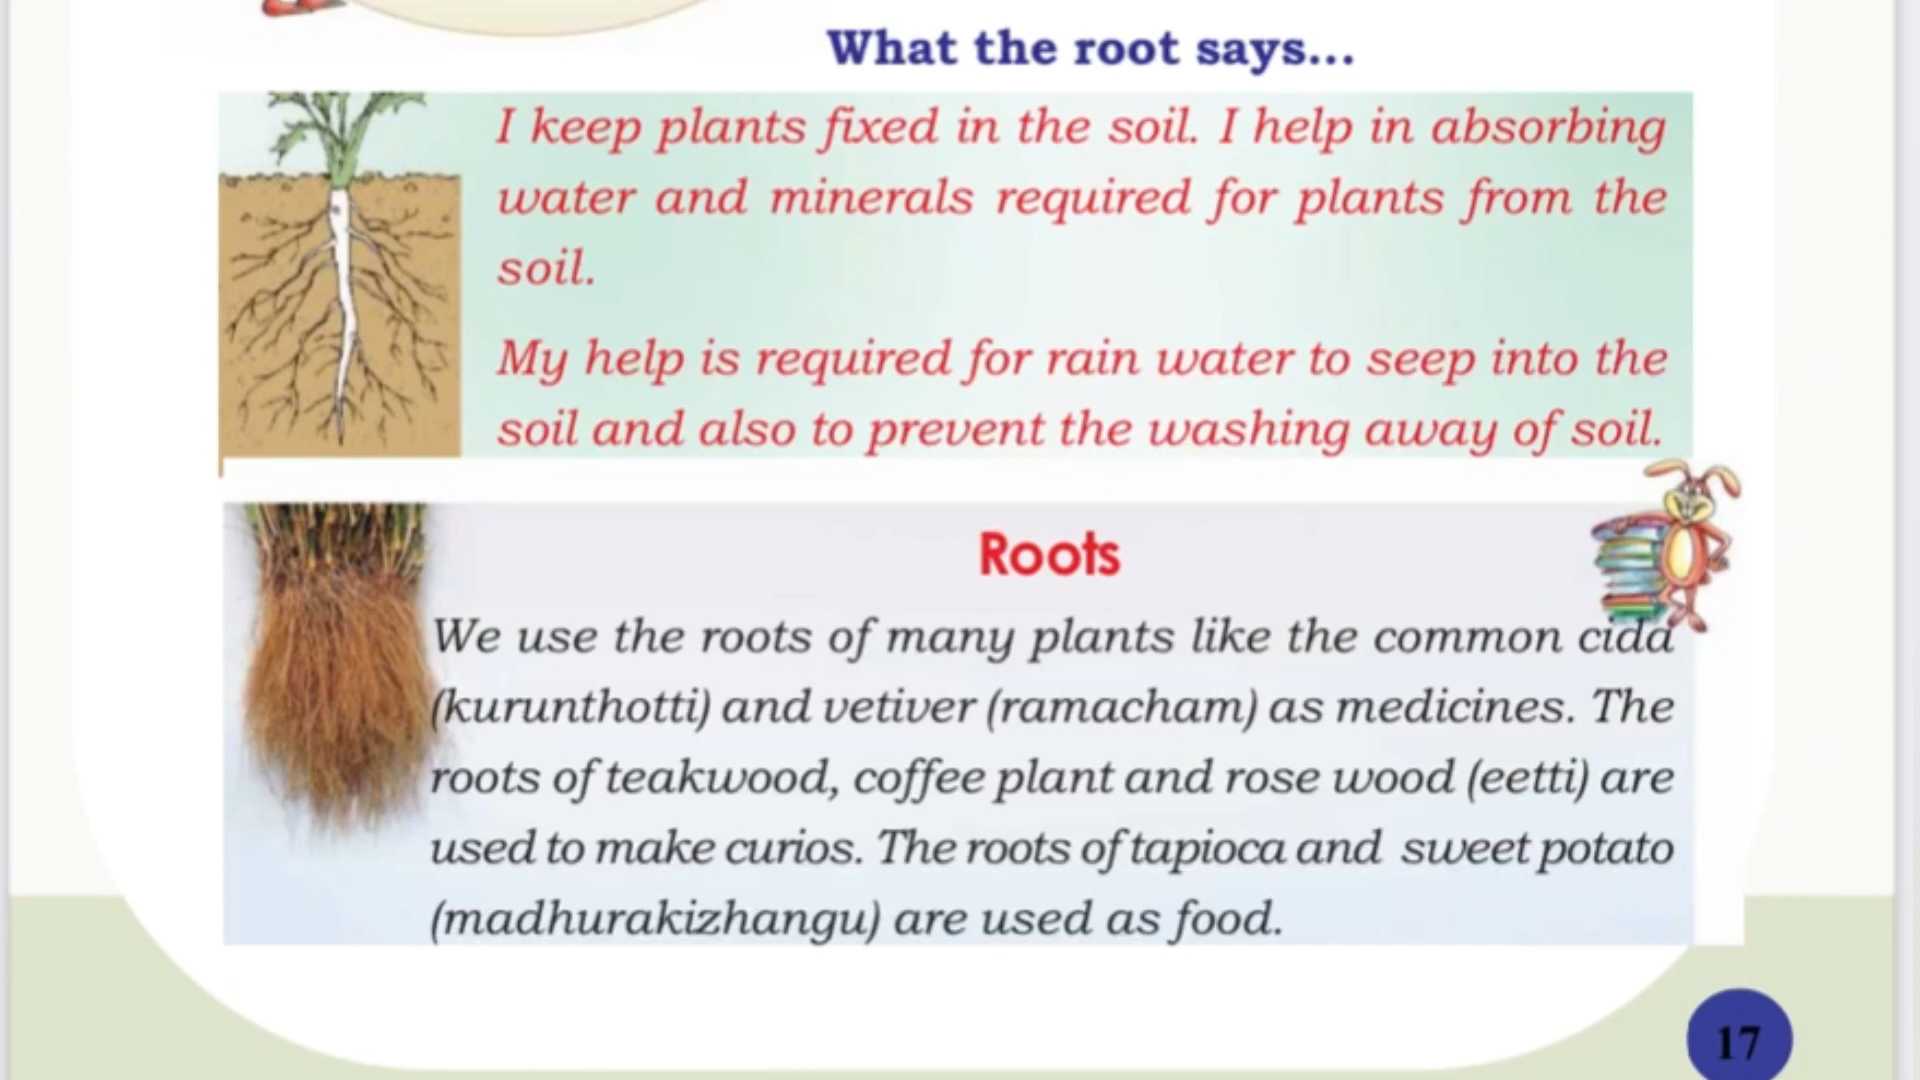 What the root says...
I keep plants fixed in the soil. I help in absorbing
water and minerals required for plants from the
soil.
My help is required for rain water to seep into the
soil and also to prevent the washing away of soil.
Roots
We use the roots of many plants like the common cida
(kurunthotti) and vetiver (ramacham) as medicines. The
roots of teakwood, coffee plant and rose wood (eetti) are
used to make curios. The roots of tapioca and sweet potato
(madhurakizhangu) are used as food.
17